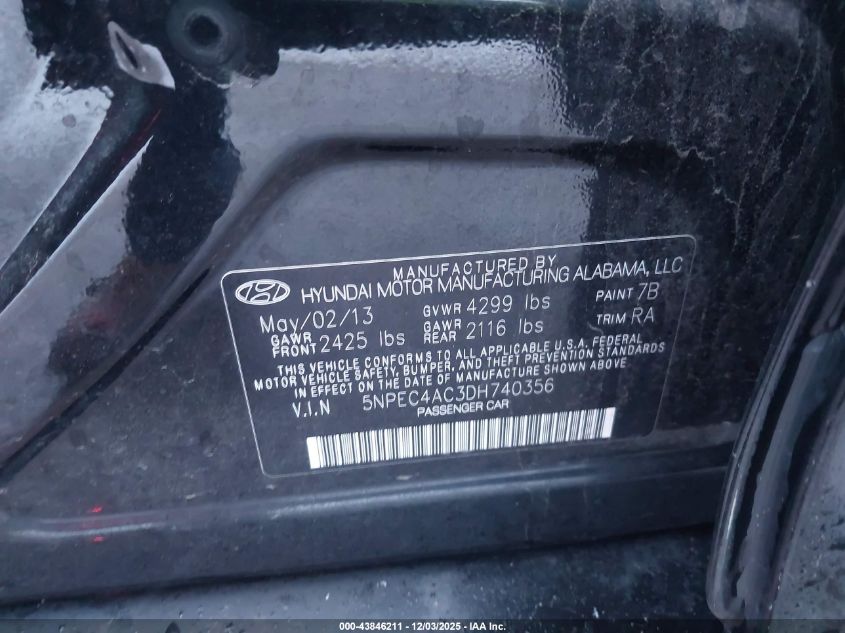 MANUFACTURED BY
HYUNDAI MOTOR MANUFACTURING ALABAMA, LLC
May/02/13 GVWR 4299 lbs PAINT 7B
GAWR FRONT 2425 lbs GAWR REAR 2116 lbs TRIM RA
THIS VEHICLE CONFORMS TO ALL APPLICABLE U.S.A. FEDERAL
MOTOR VEHICLE SAFETY, BUMPER, AND THEFT PREVENTION STANDARDS
IN EFFECT ON THE DATE OF MANUFACTURE SHOWN ABOVE.
V.I.N 5NPEC4AC3DH740356
PASSENGER CAR
000-43846211 - 12/03/2025 - IAA Inc.